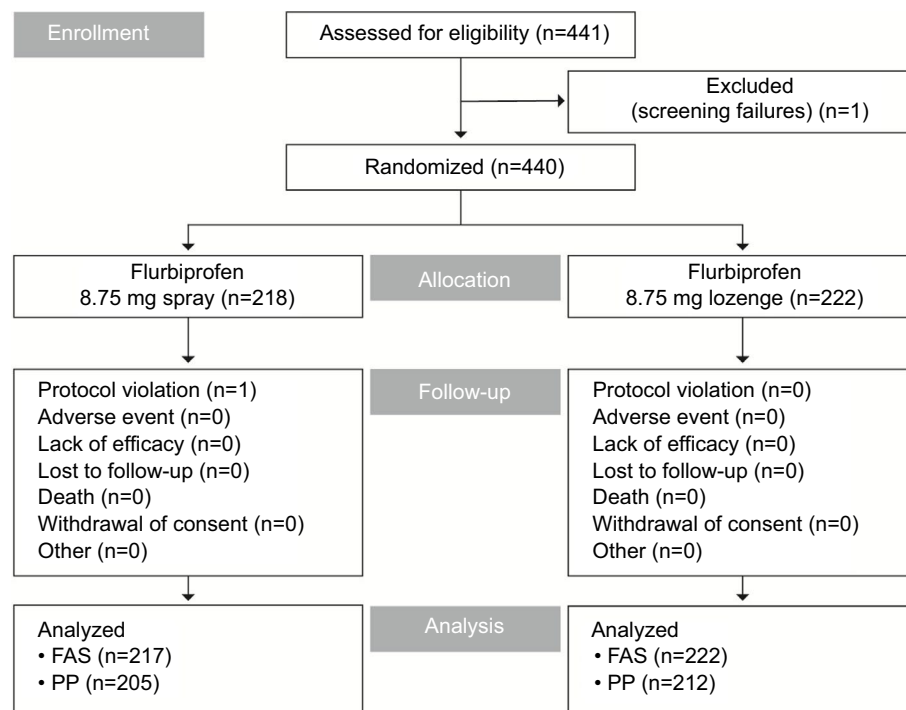 Enrollment
Assessed for eligibility (n=441)
Excluded
(screening failures) (n=1)
Randomized (n=440)
Flurbiprofen
8.75 mg spray (n=218)
Allocation
Flurbiprofen
8.75 mg lozenge (n=222)
Protocol violation (n=1)
Adverse event (n=0)
Lack of efficacy (n=0)
Lost to follow-up (n=0)
Death (n=0)
Withdrawal of consent (n=0)
Other (n=0)
Follow-up
Protocol violation (n=0)
Adverse event (n=0)
Lack of efficacy (n=0)
Lost to follow-up (n=0)
Death (n=0)
Withdrawal of consent (n=0)
Other (n=0)
Analyzed
• FAS (n=217)
• PP (n=205)
Analysis
Analyzed
• FAS (n=222)
• PP (n=212)